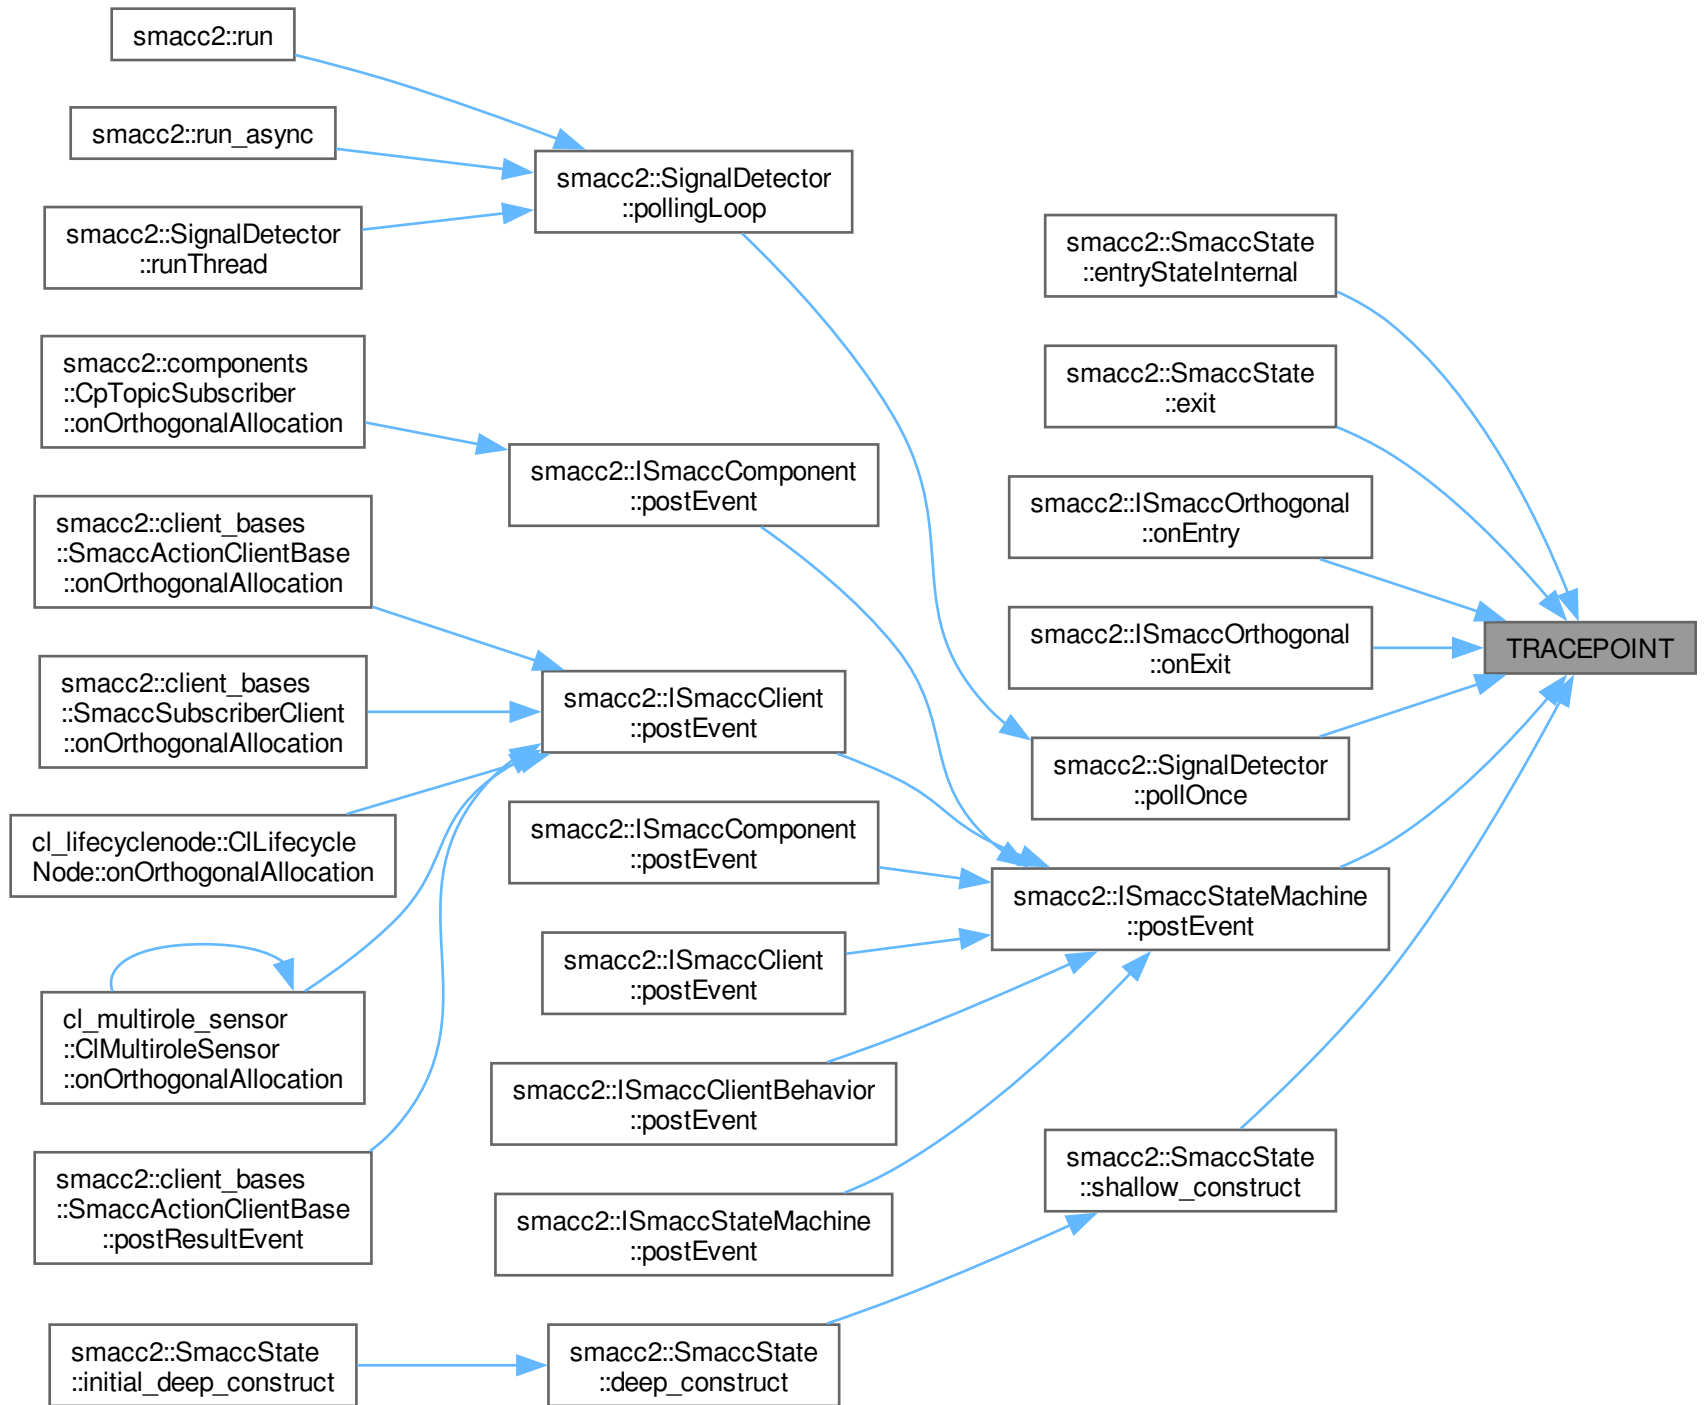 smacc2::run
smacc2::run_async
smacc2::SignalDetector
::runThread
smacc2::components
::CpTopicSubscriber
::onOrthogonalAllocation
smacc2::client_bases
::SmaccActionClientBase
::onOrthogonalAllocation
smacc2::client_bases
::SmaccSubscriberClient
::onOrthogonalAllocation
cl_lifecyclenode::ClLifecycle
Node::onOrthogonalAllocation
cl_multirole_sensor
::ClMultiroleSensor
::onOrthogonalAllocation
smacc2::client_bases
::SmaccActionClientBase
::postResultEvent
smacc2::SmaccState
::initial_deep_construct
smacc2::SignalDetector
::pollingLoop
smacc2::ISmaccComponent
::postEvent
smacc2::ISmaccClient
::postEvent
smacc2::ISmaccComponent
::postEvent
smacc2::ISmaccClient
::postEvent
smacc2::ISmaccClientBehavior
::postEvent
smacc2::ISmaccStateMachine
::postEvent
smacc2::SmaccState
::deep_construct
smacc2::SmaccState
::entryStateInternal
smacc2::SmaccState
::exit
smacc2::ISmaccOrthogonal
::onEntry
smacc2::ISmaccOrthogonal
::onExit
smacc2::SignalDetector
::pollOnce
smacc2::ISmaccStateMachine
::postEvent
smacc2::SmaccState
::shallow_construct
TRACEPOINT